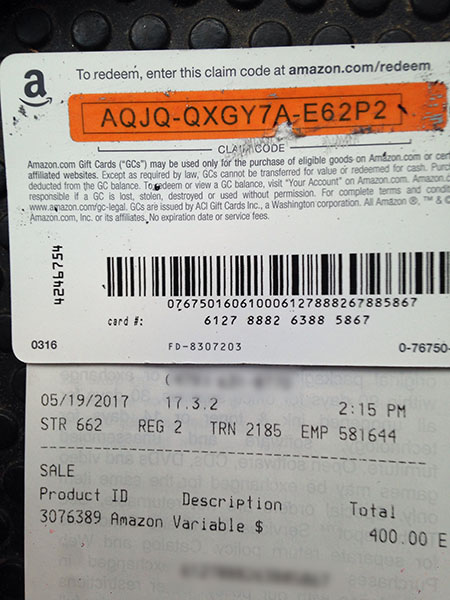 a To redeem, enter this claim code at amazon.com/redeem
AQJQ-QXGY7A-E62P2
CLAIM CODE
Amazon.com Gift Cards ("GCs") may be used only for the purchase of eligible goods on Amazon.com or cert
affiliated websites. Except as required by law, GCs cannot be transferred for value or redeemed for cash. Purc
deducted from the GC balance. To redeem or view a GC balance, visit "Your Account" on Amazon.com. Amazon.c
responsible if a GC is lost, stolen, destroyed or used without permission. For complete terms and condit
www.amazon.com/gc-legal. GCs are issued by ACI Gift Cards Inc., a Washington corporation. All Amazon ®, ™ & ©
Amazon.com, Inc. or its affiliates. No expiration date or service fees.
4246754
07675016061000612788826788​5867
card #: 6127 8882 6388 5867
0316 FD-8307203 0-76750-
05/19/2017 17.3.2 2:15 PM
STR 662 REG 2 TRN 2185 EMP 581644
SALE
Product ID Description Total
3076389 Amazon Variable $ 400.00 E